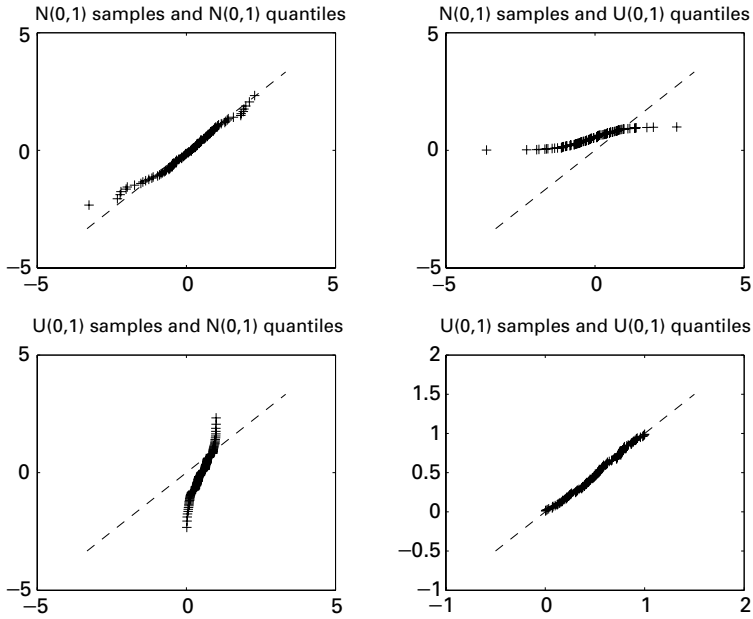 N(0,1) samples and N(0,1) quantiles
5
0
−5
−5 0 5
N(0,1) samples and U(0,1) quantiles
5
0
−5
−5 0 5
U(0,1) samples and N(0,1) quantiles
5
0
−5
−5 0 5
U(0,1) samples and U(0,1) quantiles
2
1.5
1
0.5
0
−0.5
−1
−1 0 1 2